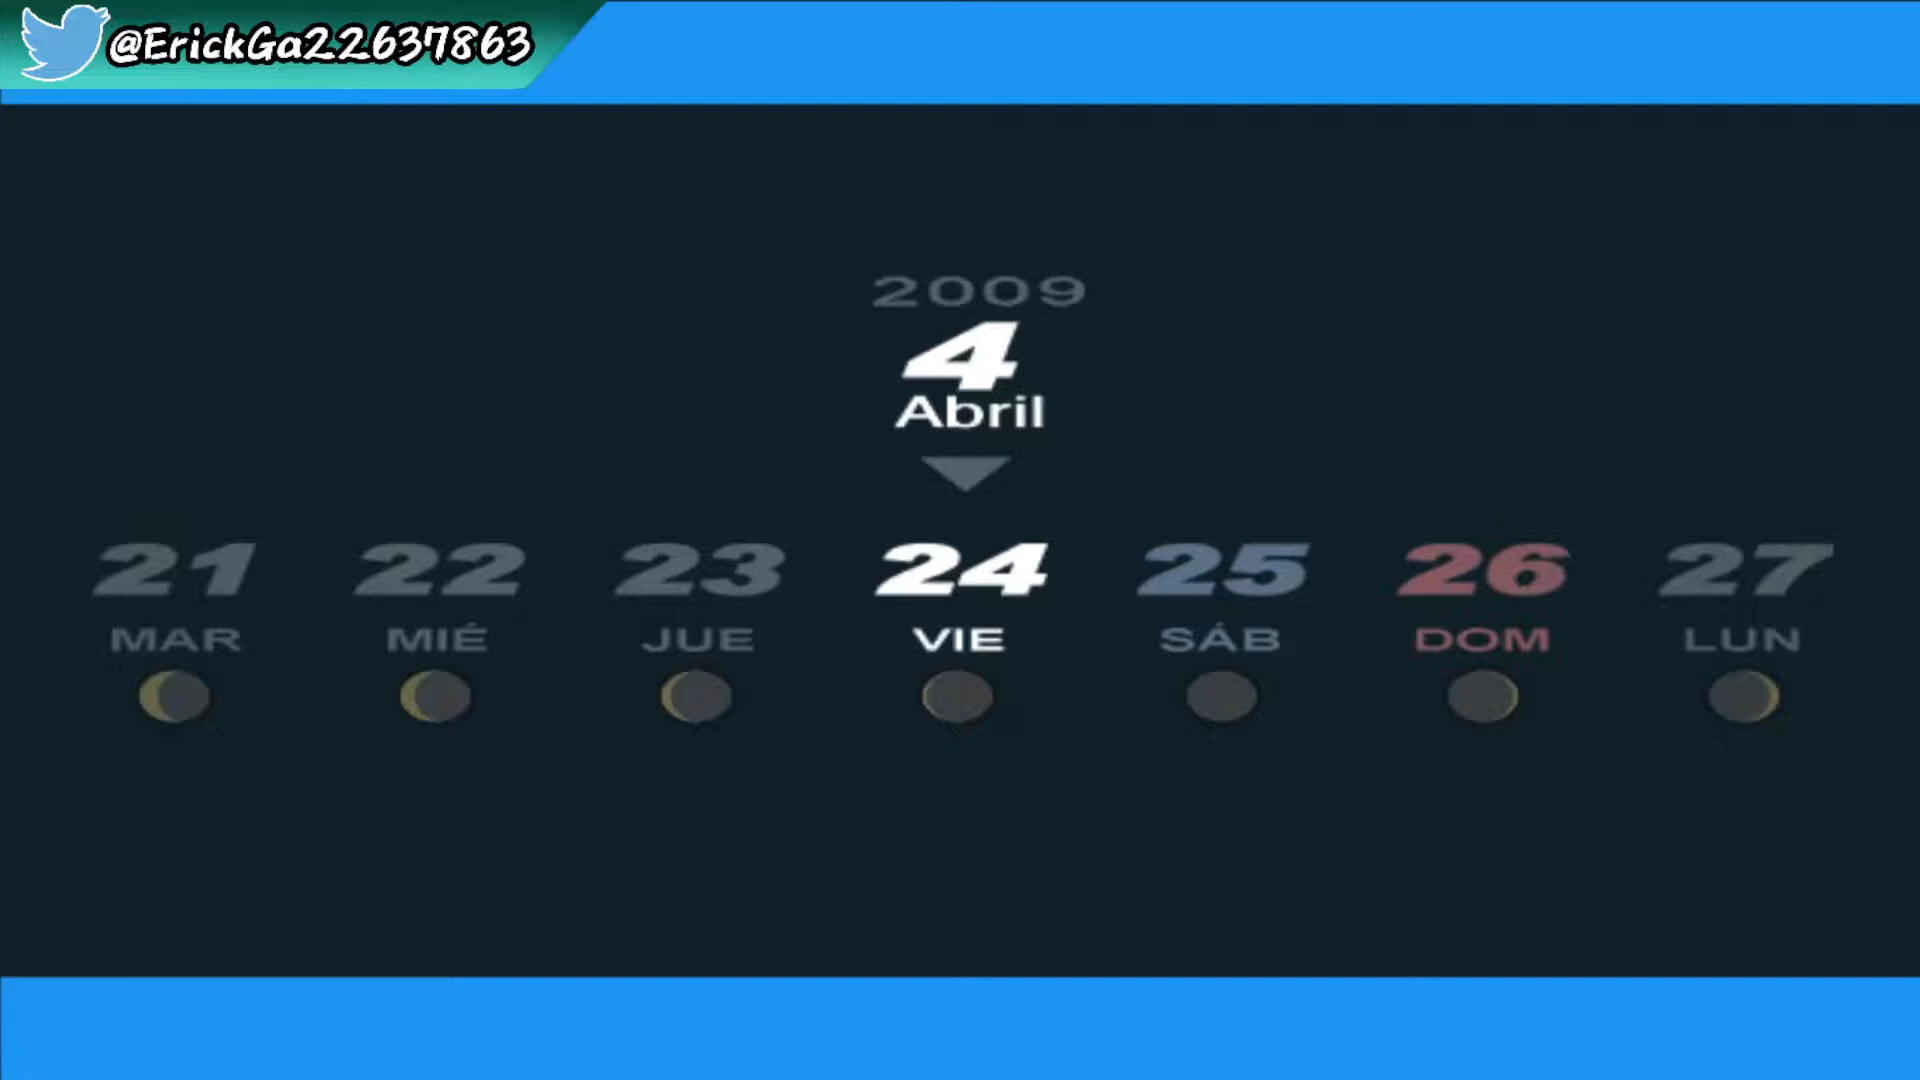 @ErickGa22637863
2009
4
Abril
21 22 23 24 25 26 27
MAR MIÉ JUE VIE SÁB DOM LUN